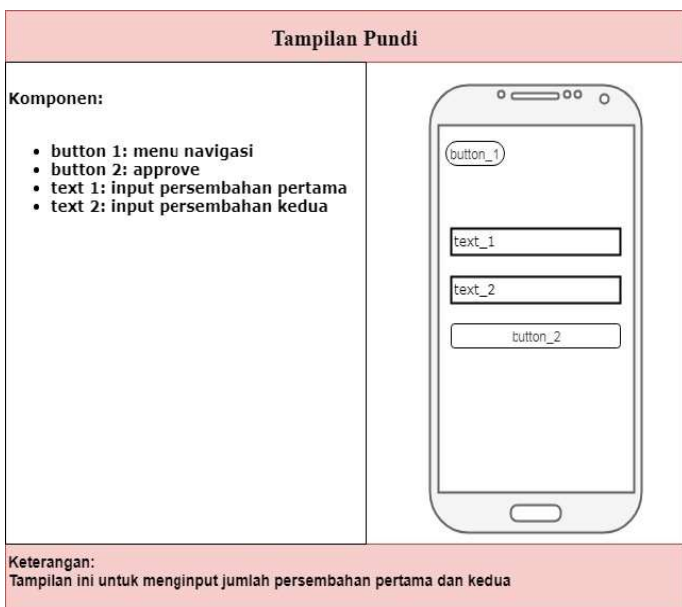 Tampilan Pundi
Komponen:
• button 1: menu navigasi
• button 2: approve
• text 1: input persembahan pertama
• text 2: input persembahan kedua
button_1
text_1
text_2
button_2
Keterangan:
Tampilan ini untuk menginput jumlah persembahan pertama dan kedua